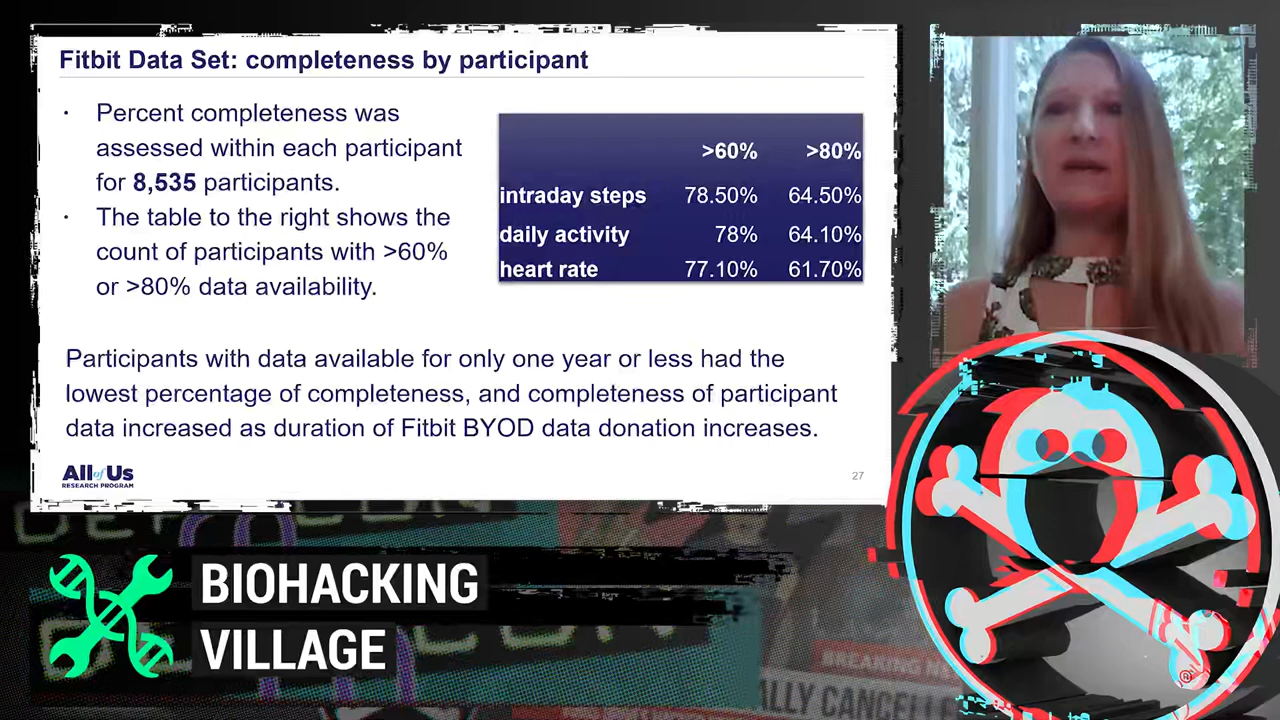 Fitbit Data Set: completeness by participant
· Percent completeness was
assessed within each participant
for 8,535 participants.
· The table to the right shows the
count of participants with >60%
or >80% data availability.
>60% >80%
intraday steps 78.50% 64.50%
daily activity 78% 64.10%
heart rate 77.10% 61.70%
Participants with data available for only one year or less had the
lowest percentage of completeness, and completeness of participant
data increased as duration of Fitbit BYOD data donation increases.
All of Us
RESEARCH PROGRAM
27
BIOHACKING
VILLAGE
BREAKING NE
ALLY CANCELLE
®